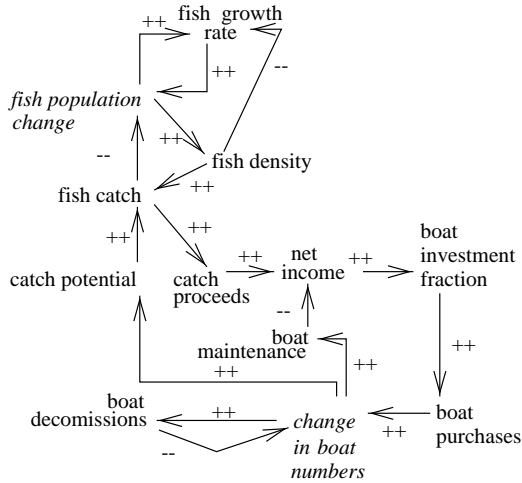 ++
fish growth
rate
++
--
fish population
change
++
--
fish density
++
fish catch
++
++
boat
investment
fraction
++
net
income
++
catch potential
catch
proceeds
--
boat
maintenance
++
++
++
boat
decomissions
++
change
in boat
numbers
++
boat
purchases
--